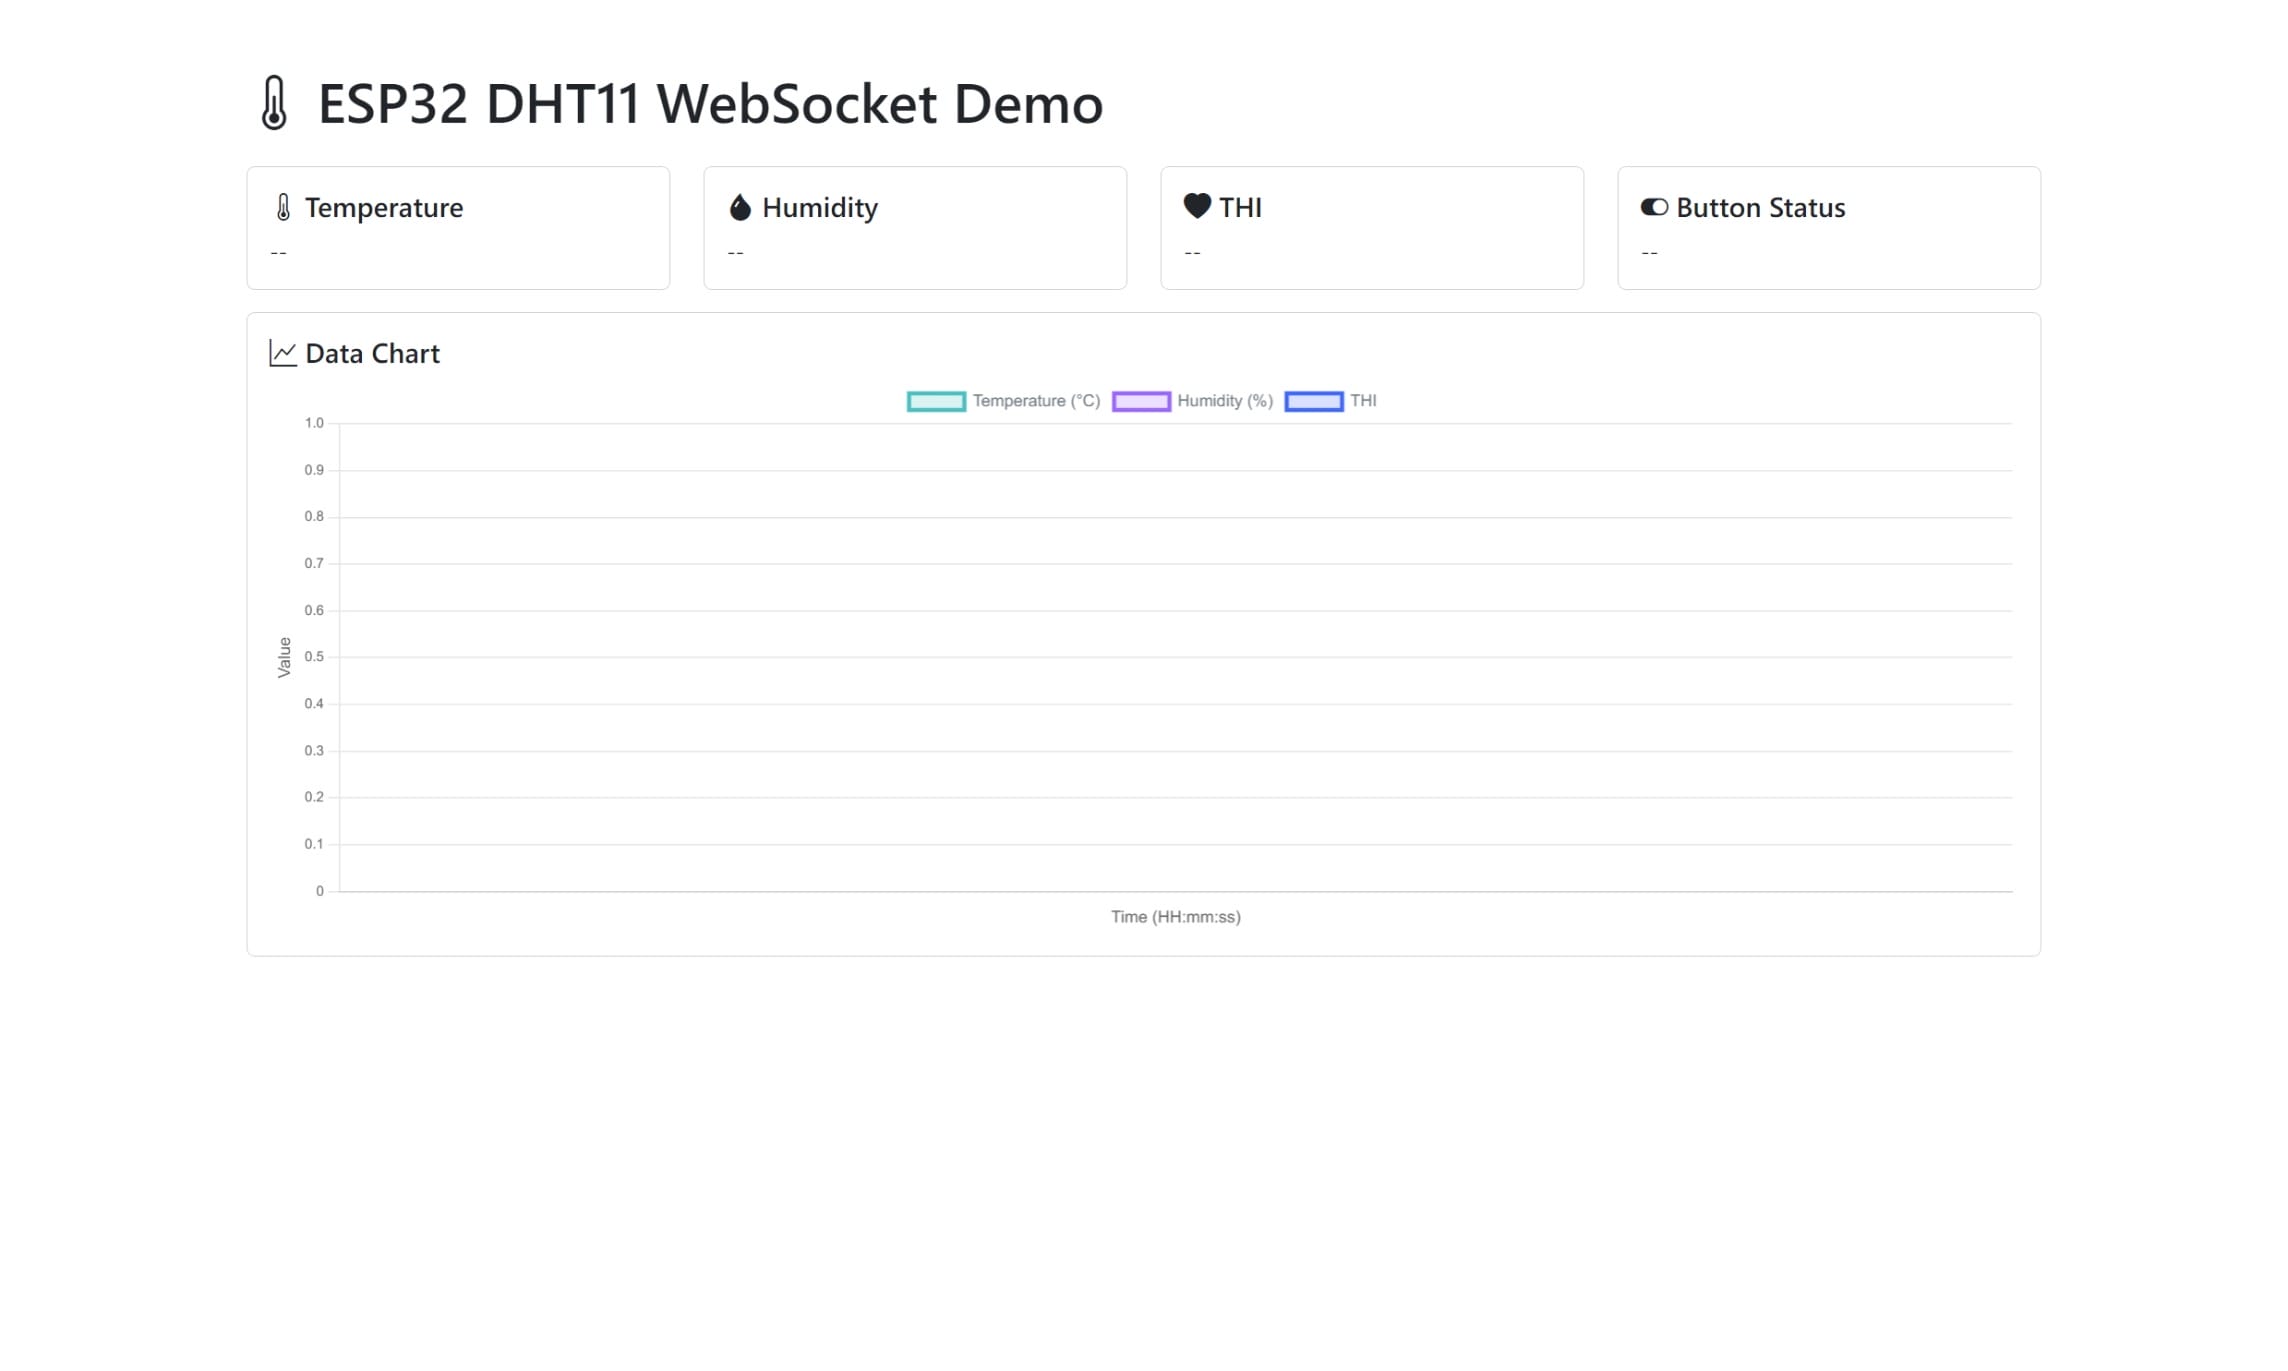 ESP32 DHT11 WebSocket Demo
Temperature
--
Humidity
--
THI
--
Button Status
--
Data Chart
Temperature (°C) Humidity (%) THI
1.0
0.9
0.8
0.7
0.6
0.5
0.4
0.3
0.2
0.1
0
Value
Time (HH:mm:ss)